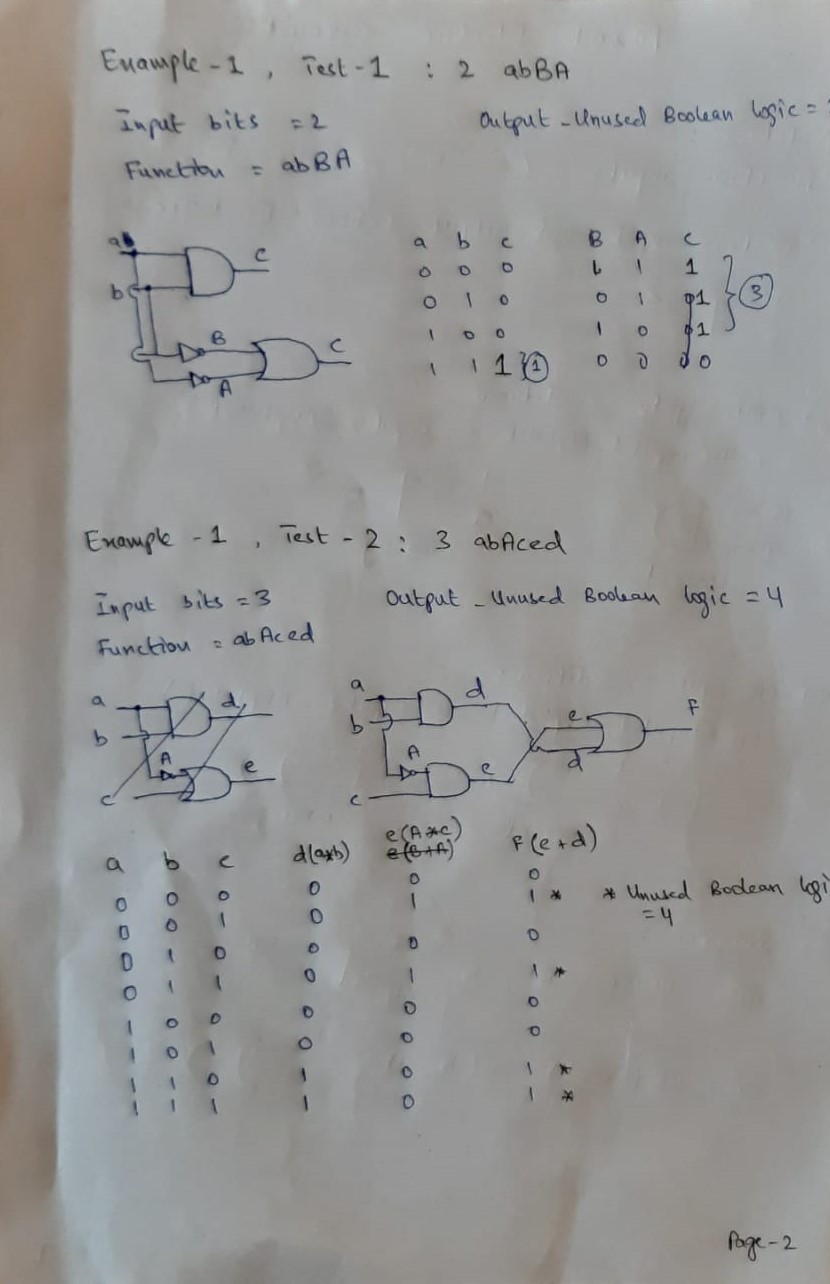 Example - 1 , Test - 1 : 2 abBA
Input bits = 2 Output - Unused Boolean logic =
Function = abBA
a
b
c
B
A
c
a b c B A c
0 0 0 1 1 1
0 1 0 0 1 1
1 0 0 1 0 1
1 1 1 0 0 0
1
3
Example - 1 , Test - 2 : 3 abAced
Input bits = 3 Output - Unused Boolean logic = 4
Function = abAced
a
b
c
A
d
e
a
b
c
A
d
e
e
d
F
a b c d(a*b) e(A*C) F(e+d)
e(B+A)
0 0 0 0 0 0
0 0 1 0 1 1 * * Unused Boolean logi
= 4
0 1 0 0 0 0
0 1 1 0 1 1 *
1 0 0 0 0 0
1 0 1 0 0 0
1 1 0 1 0 1 *
1 1 1 1 0 1 *
Page - 2